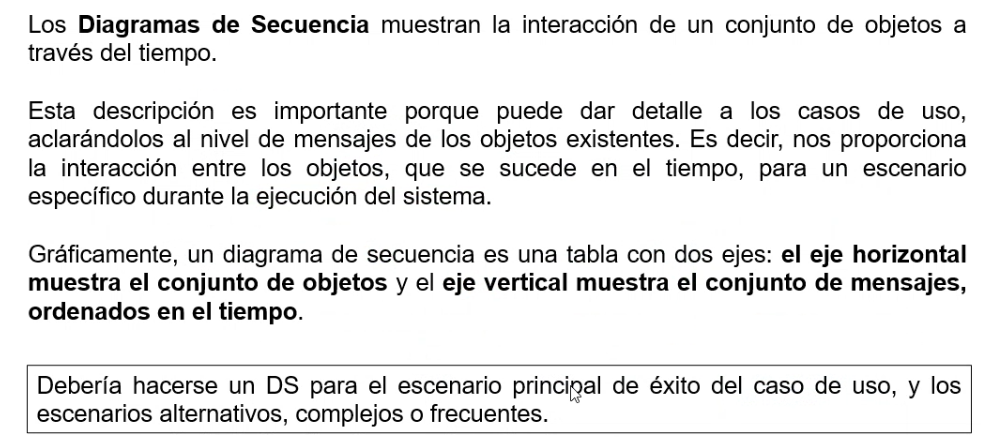 Los Diagramas de Secuencia muestran la interacción de un conjunto de objetos a
través del tiempo.
Esta descripción es importante porque puede dar detalle a los casos de uso,
aclarándolos al nivel de mensajes de los objetos existentes. Es decir, nos proporciona
la interacción entre los objetos, que se sucede en el tiempo, para un escenario
específico durante la ejecución del sistema.
Gráficamente, un diagrama de secuencia es una tabla con dos ejes: el eje horizontal
muestra el conjunto de objetos y el eje vertical muestra el conjunto de mensajes,
ordenados en el tiempo.
Debería hacerse un DS para el escenario principal de éxito del caso de uso, y los
escenarios alternativos, complejos o frecuentes.